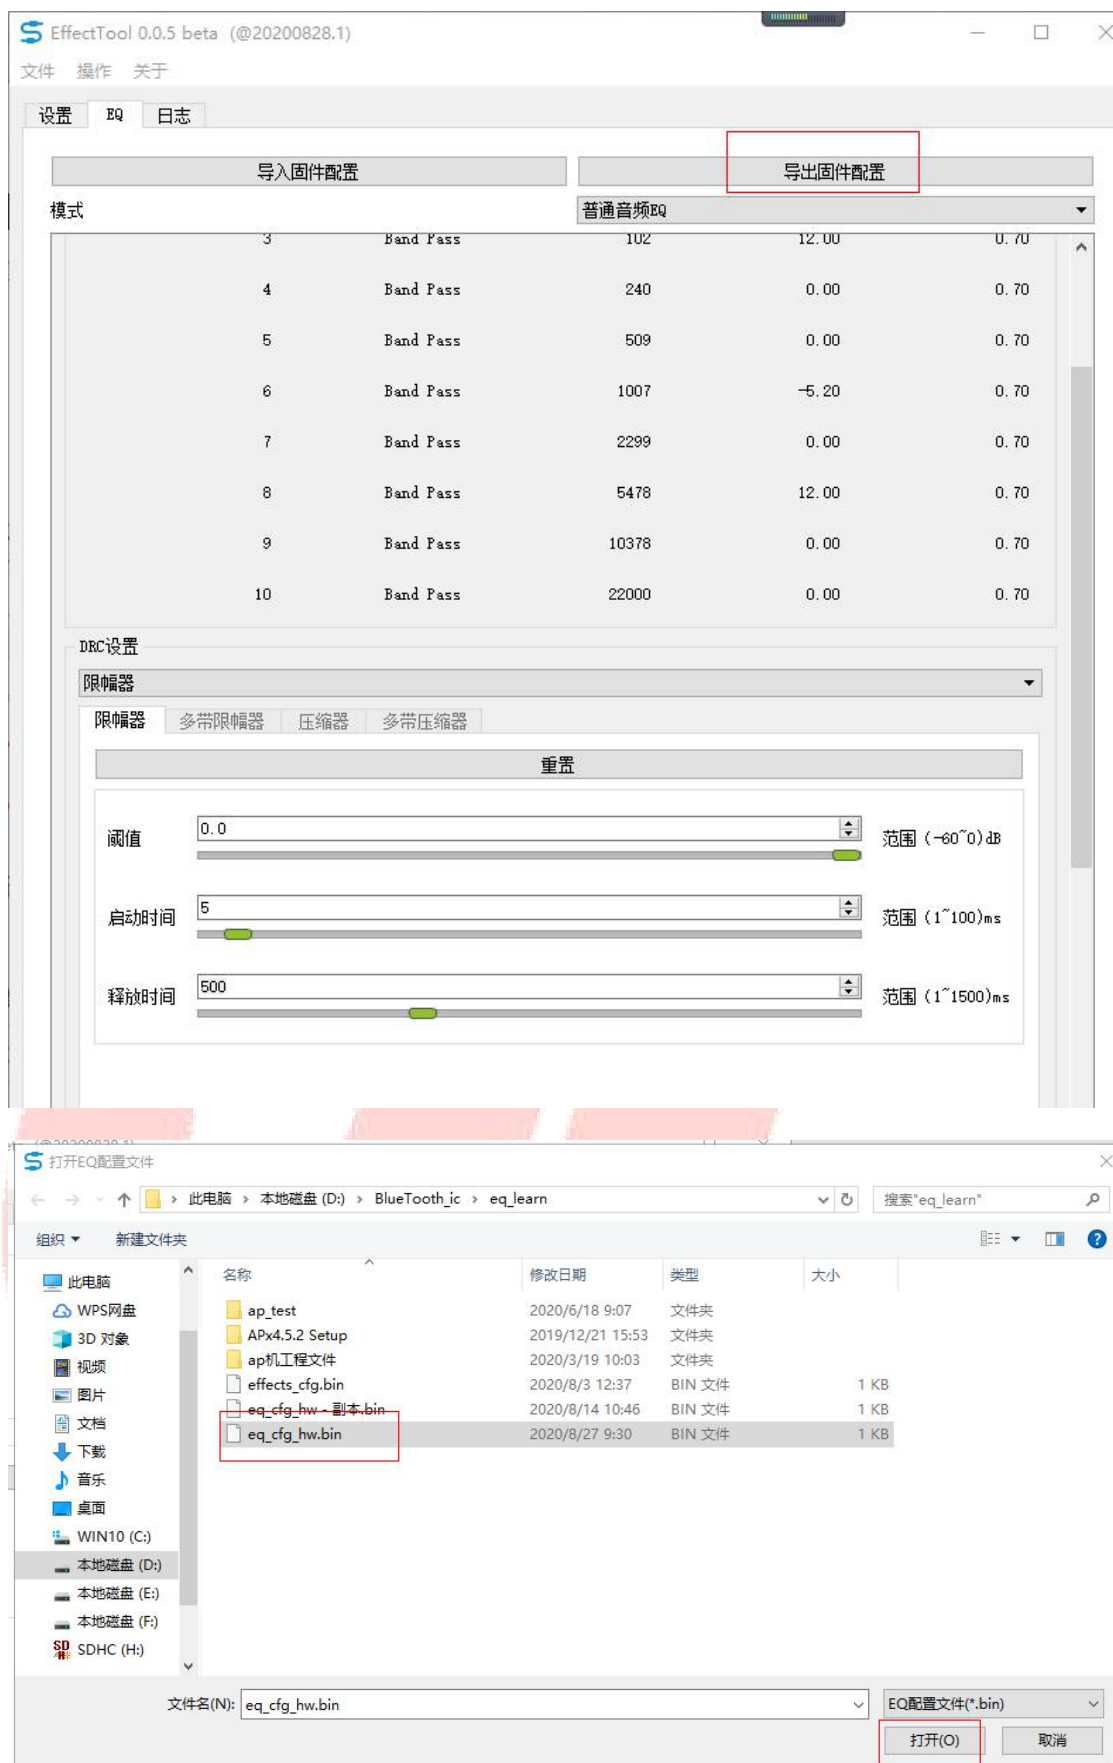 EffectTool 0.0.5 beta (@20200828.1)
文件 操作 关于
设置 EQ 日志
导入固件配置 导出固件配置
模式 普通音频EQ
3 Band Pass 102 12.00 0.70
4 Band Pass 240 0.00 0.70
5 Band Pass 509 0.00 0.70
6 Band Pass 1007 -5.20 0.70
7 Band Pass 2299 0.00 0.70
8 Band Pass 5478 12.00 0.70
9 Band Pass 10378 0.00 0.70
10 Band Pass 22000 0.00 0.70
DRC设置
限幅器
限幅器 多带限幅器 压缩器 多带压缩器
重置
阈值 0.0 范围 (-60~0)dB
启动时间 5 范围 (1~100)ms
释放时间 500 范围 (1~1500)ms
打开EQ配置文件
此电脑 › 本地磁盘 (D:) › BlueTooth_ic › eq_learn 搜索"eq_learn"
组织 新建文件夹
名称 修改日期 类型 大小
此电脑
WPS网盘 ap_test 2020/6/18 9:07 文件夹
3D 对象 APx4.5.2 Setup 2019/12/21 15:53 文件夹
视频 ap机工程文件 2020/3/19 10:03 文件夹
图片 effects_cfg.bin 2020/8/3 12:37 BIN 文件 1 KB
文档 eq_cfg_hw - 副本.bin 2020/8/14 10:46 BIN 文件 1 KB
下载 eq_cfg_hw.bin 2020/8/27 9:30 BIN 文件 1 KB
音乐
桌面
WIN10 (C:)
本地磁盘 (D:)
本地磁盘 (E:)
本地磁盘 (F:)
SDHC (H:)
文件名(N): eq_cfg_hw.bin EQ配置文件(*.bin)
打开(O) 取消